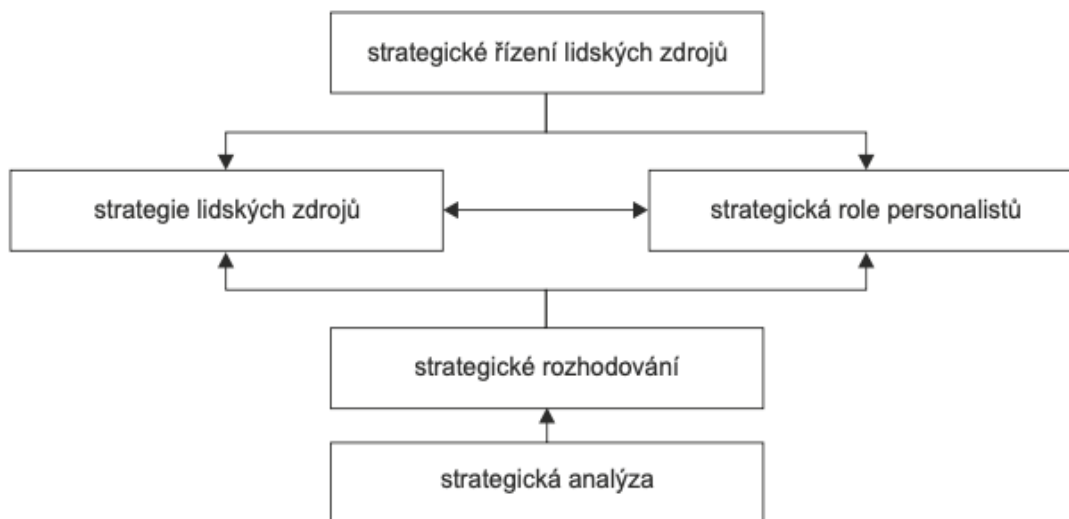 strategické řízení lidských zdrojů
strategie lidských zdrojů
strategická role personalistů
strategické rozhodování
strategická analýza